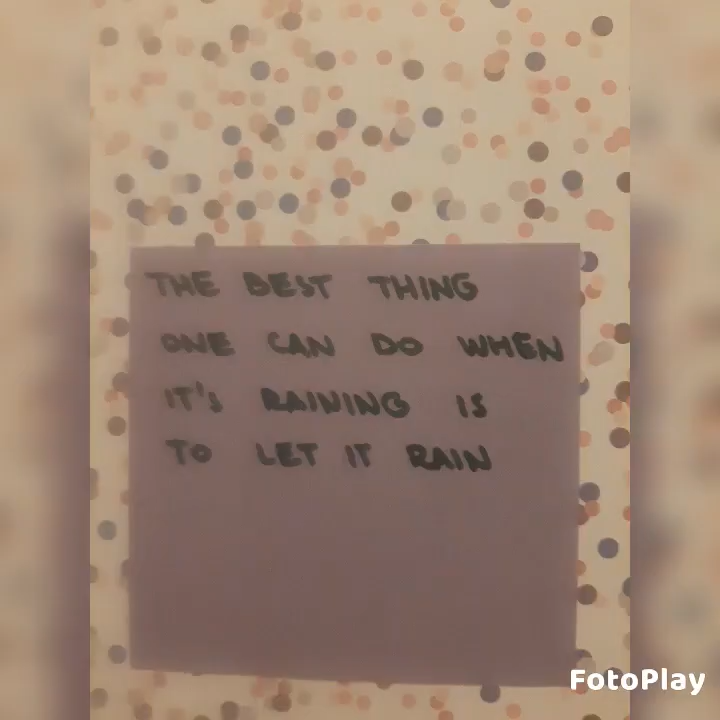 THE BEST THING
ONE CAN DO WHEN
IT'S RAINING IS
TO LET IT RAIN
FotoPlay